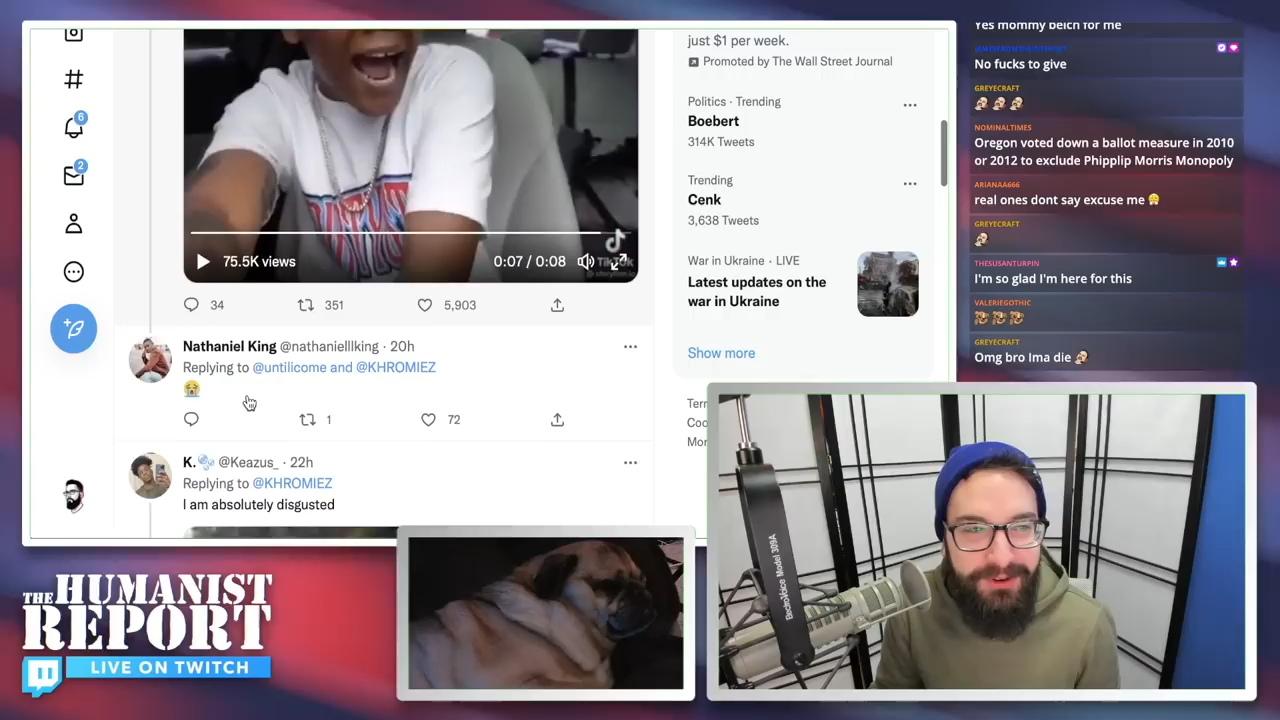 6
2
75.5K views
0:07 / 0:08
TikTok
34
351
5,903
Nathaniel King @nathanielllking · 20h
Replying to @untilicome and @KHROMIEZ
😭
1
72
K.🫧 @Keazus_ · 22h
Replying to @KHROMIEZ
I am absolutely disgusted
just $1 per week.
Promoted by The Wall Street Journal
Politics · Trending
Boebert
314K Tweets
Trending
Cenk
3,638 Tweets
War in Ukraine · LIVE
Latest updates on the
war in Ukraine
Show more
Yes mommy belch for me
No fucks to give
GREYECRAFT
NOMINALTIMES
Oregon voted down a ballot measure in 2010
or 2012 to exclude Phipplip Morris Monopoly
ARIANAA666
real ones dont say excuse me 😤
GREYECRAFT
THESUSANTURPIN
I'm so glad I'm here for this
VALERIEGOTHIC
GREYECRAFT
Omg bro Ima die
ElectroVoice Model 309A
THE HUMANIST
REPORT
LIVE ON TWITCH